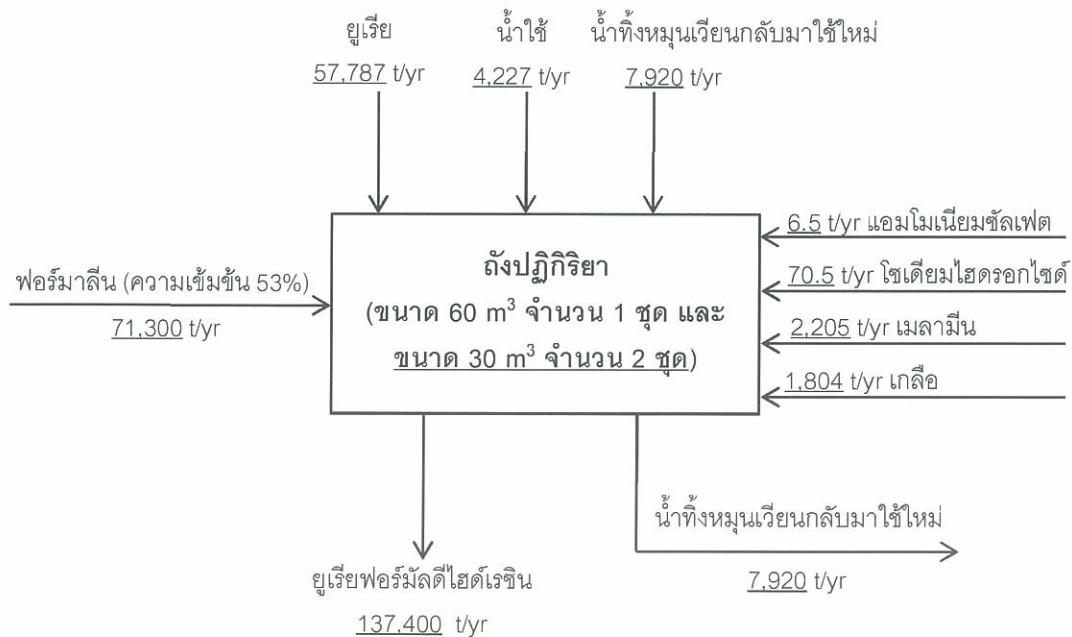 ยูเรีย
57,787 t/yr
น้ำใช้
4,227 t/yr
น้ำทิ้งหมุนเวียนกลับมาใช้ใหม่
7,920 t/yr
ฟอร์มาลีน (ความเข้มข้น 53%)
71,300 t/yr
ถังปฏิกิริยา
(ขนาด 60 m³ จำนวน 1 ชุด และ
ขนาด 30 m³ จำนวน 2 ชุด)
6.5 t/yr แอมโมเนียมซัลเฟต
70.5 t/yr โซเดียมไฮดรอกไซด์
2,205 t/yr เมลามีน
1,804 t/yr เกลือ
น้ำทิ้งหมุนเวียนกลับมาใช้ใหม่
7,920 t/yr
ยูเรียฟอร์มัลดีไฮด์เรซิน
137,400 t/yr